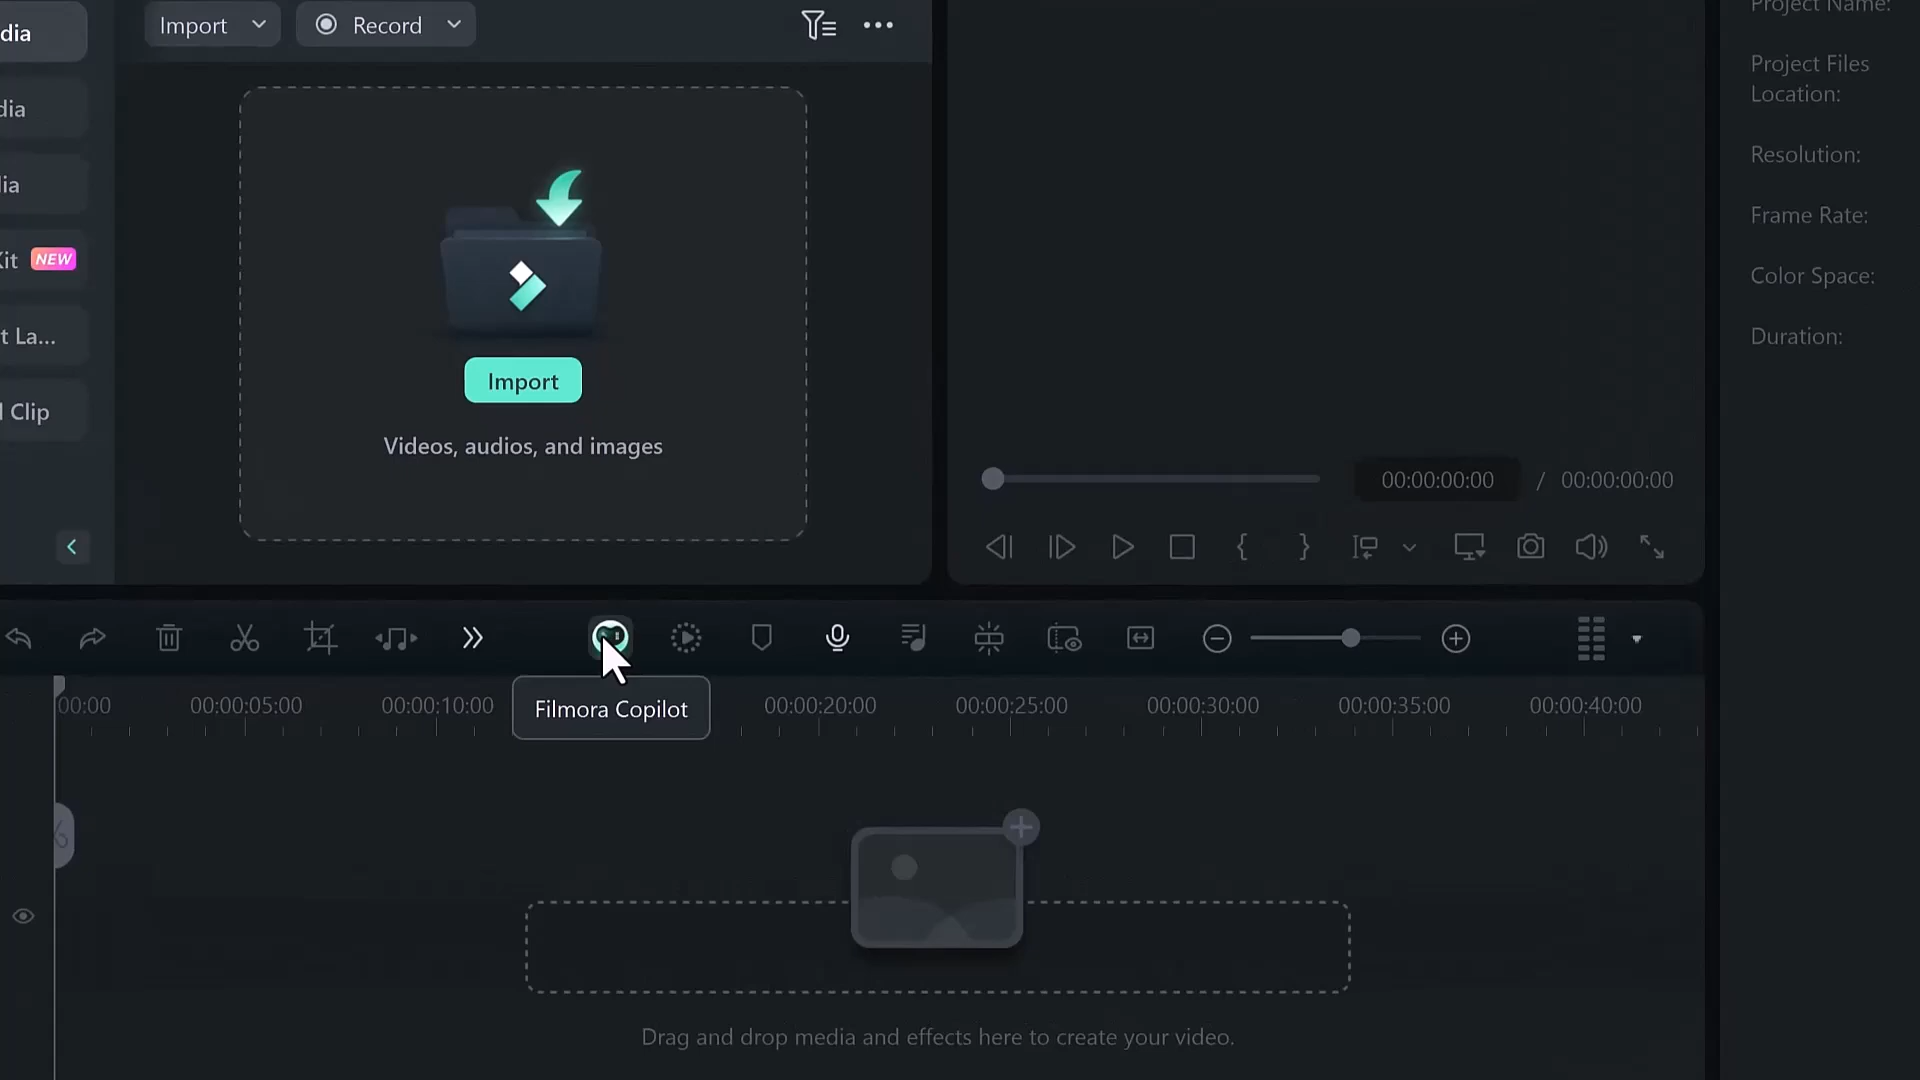 dia
Import
Record
dia
lia
Kit NEW
t La...
l Clip
Import
Videos, audios, and images
00:00:00:00 / 00:00:00:00
Project Name:
Project Files
Location:
Resolution:
Frame Rate:
Color Space:
Duration:
Filmora Copilot
00:00
00:00:05:00
00:00:10:00
00:00:20:00
00:00:25:00
00:00:30:00
00:00:35:00
00:00:40:00
Drag and drop media and effects here to create your video.